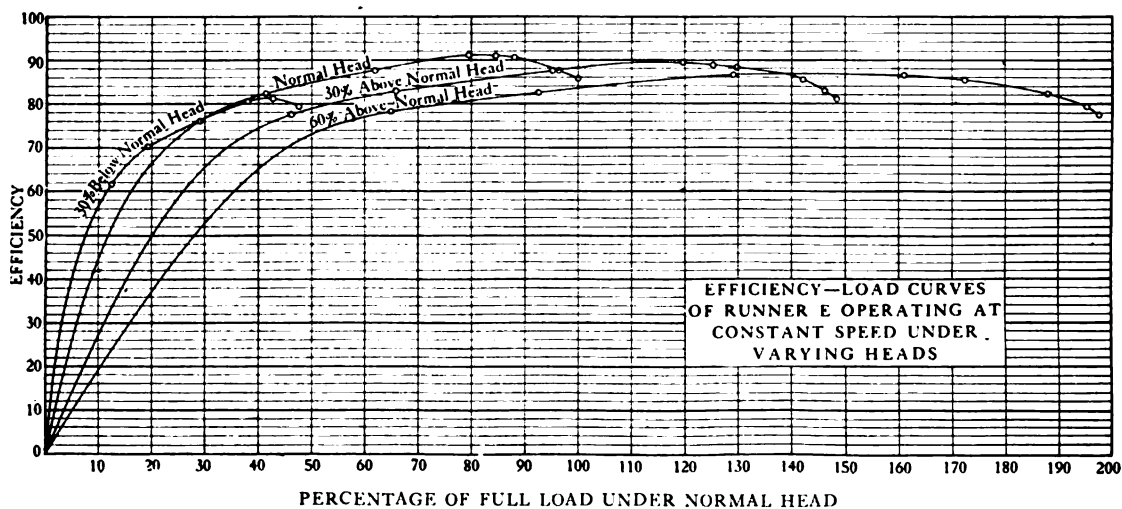 100
90
80
70
60
50
40
30
20
10
0
EFFICIENCY
30% Below Normal Head
Normal Head
30% Above Normal Head
60% Above Normal Head
EFFICIENCY—LOAD CURVES
OF RUNNER E OPERATING AT
CONSTANT SPEED UNDER
VARYING HEADS
10 20 30 40 50 60 70 80 90 100 110 120 130 140 150 160 170 180 190 200
PERCENTAGE OF FULL LOAD UNDER NORMAL HEAD